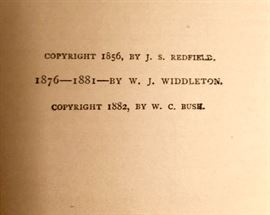 COPYRIGHT 1856, BY J. S. REDFIELD.
1876—1881—BY W. J. WIDDLETON.
COPYRIGHT 1882, BY W. C. BUSH.